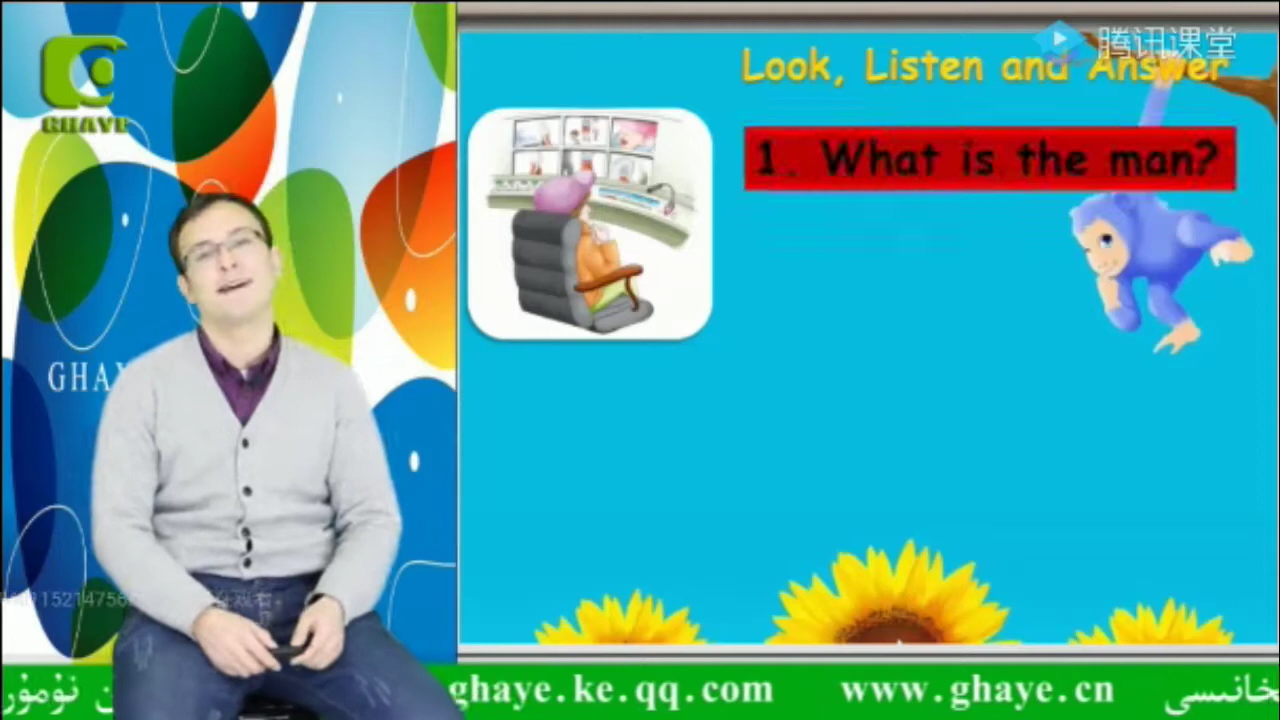 GHAYE
腾讯课堂
Look, Listen and Answer
1. What is the man?
ghaye.ke.qq.com
www.ghaye.cn